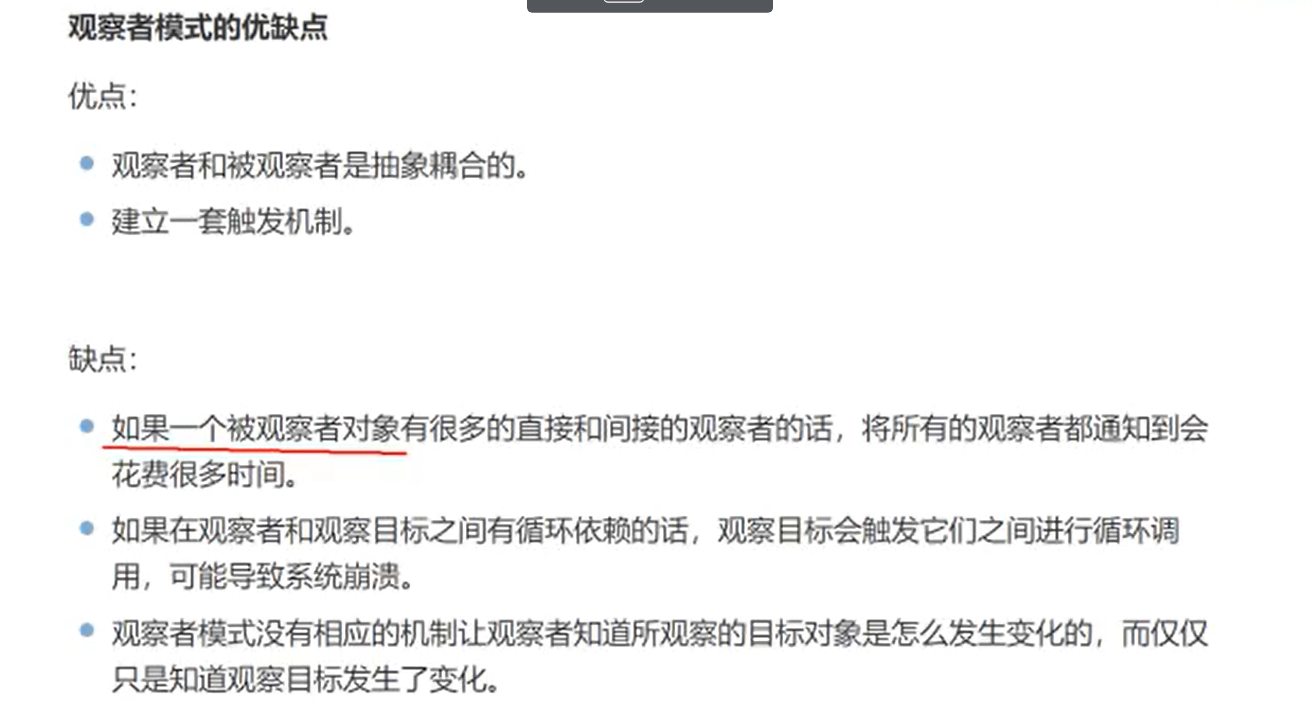 观察者模式的优缺点
优点：
观察者和被观察者是抽象耦合的。
建立一套触发机制。
缺点：
如果一个被观察者对象有很多的直接和间接的观察者的话，将所有的观察者都通知到会
花费很多时间。
如果在观察者和观察目标之间有循环依赖的话，观察目标会触发它们之间进行循环调
用，可能导致系统崩溃。
观察者模式没有相应的机制让观察者知道所观察的目标对象是怎么发生变化的，而仅仅
只是知道观察目标发生了变化。